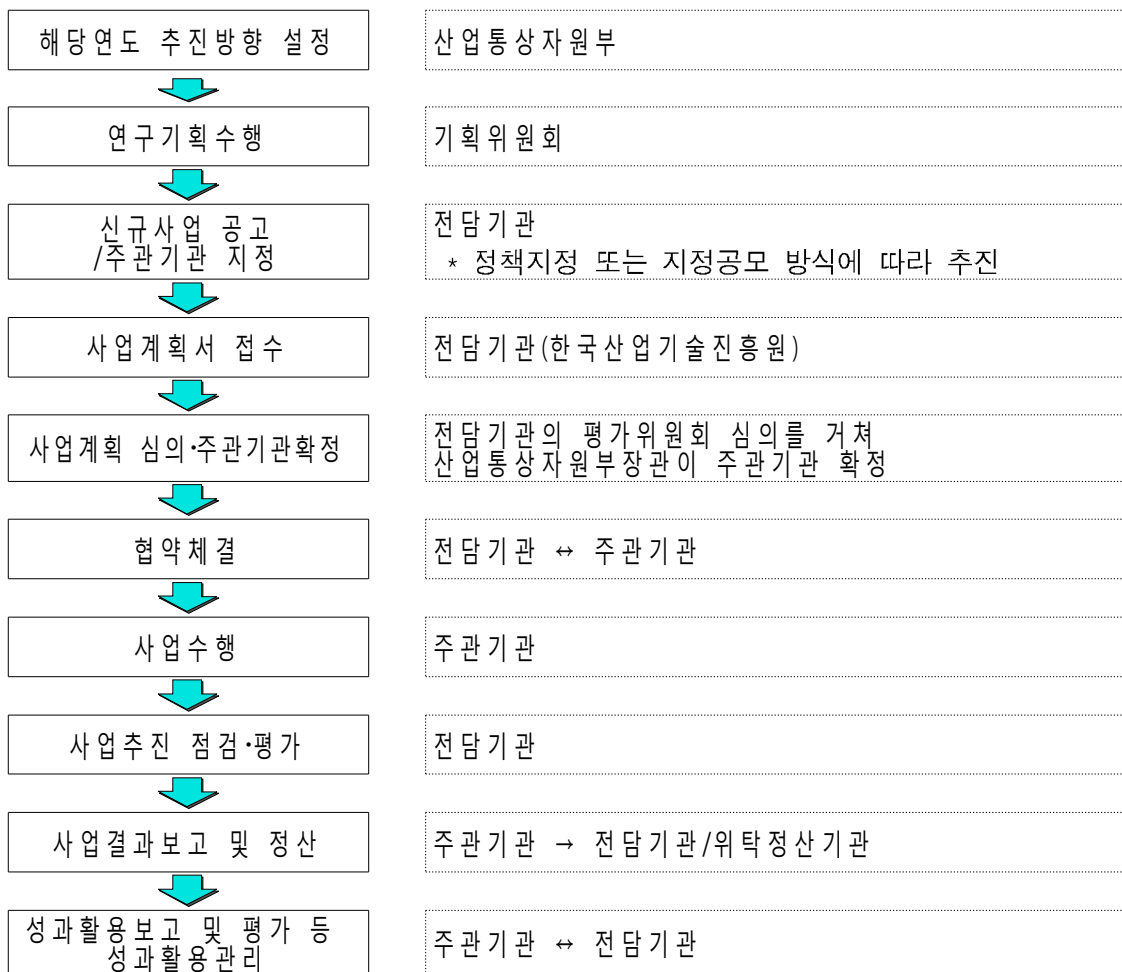 해당연도 추진방향 설정
산업통상자원부
연구기획수행
기획위원회
신규사업 공고
/주관기관 지정
전담기관
* 정책지정 또는 지정공모 방식에 따라 추진
사업계획서 접수
전담기관(한국산업기술진흥원)
사업계획 심의·주관기관확정
전담기관의 평가위원회 심의를 거쳐
산업통상자원부장관이 주관기관 확정
협약체결
전담기관 ↔ 주관기관
사업수행
주관기관
사업추진 점검·평가
전담기관
사업결과보고 및 정산
주관기관 → 전담기관/위탁정산기관
성과활용보고 및 평가 등
성과활용관리
주관기관 ↔ 전담기관